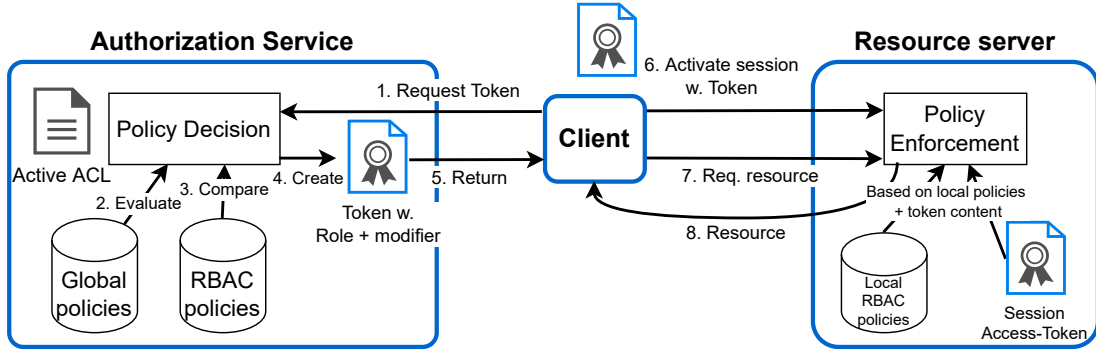 Authorization Service
Resource server
1. Request Token
6. Activate session
w. Token
Policy Decision
Client
Policy
Enforcement
Active ACL
2. Evaluate
3. Compare
4. Create
5. Return
7. Req. resource
Based on local policies
+ token content
Token w.
Role + modifier
8. Resource
Global
policies
RBAC
policies
Local
RBAC
policies
Session
Access-Token